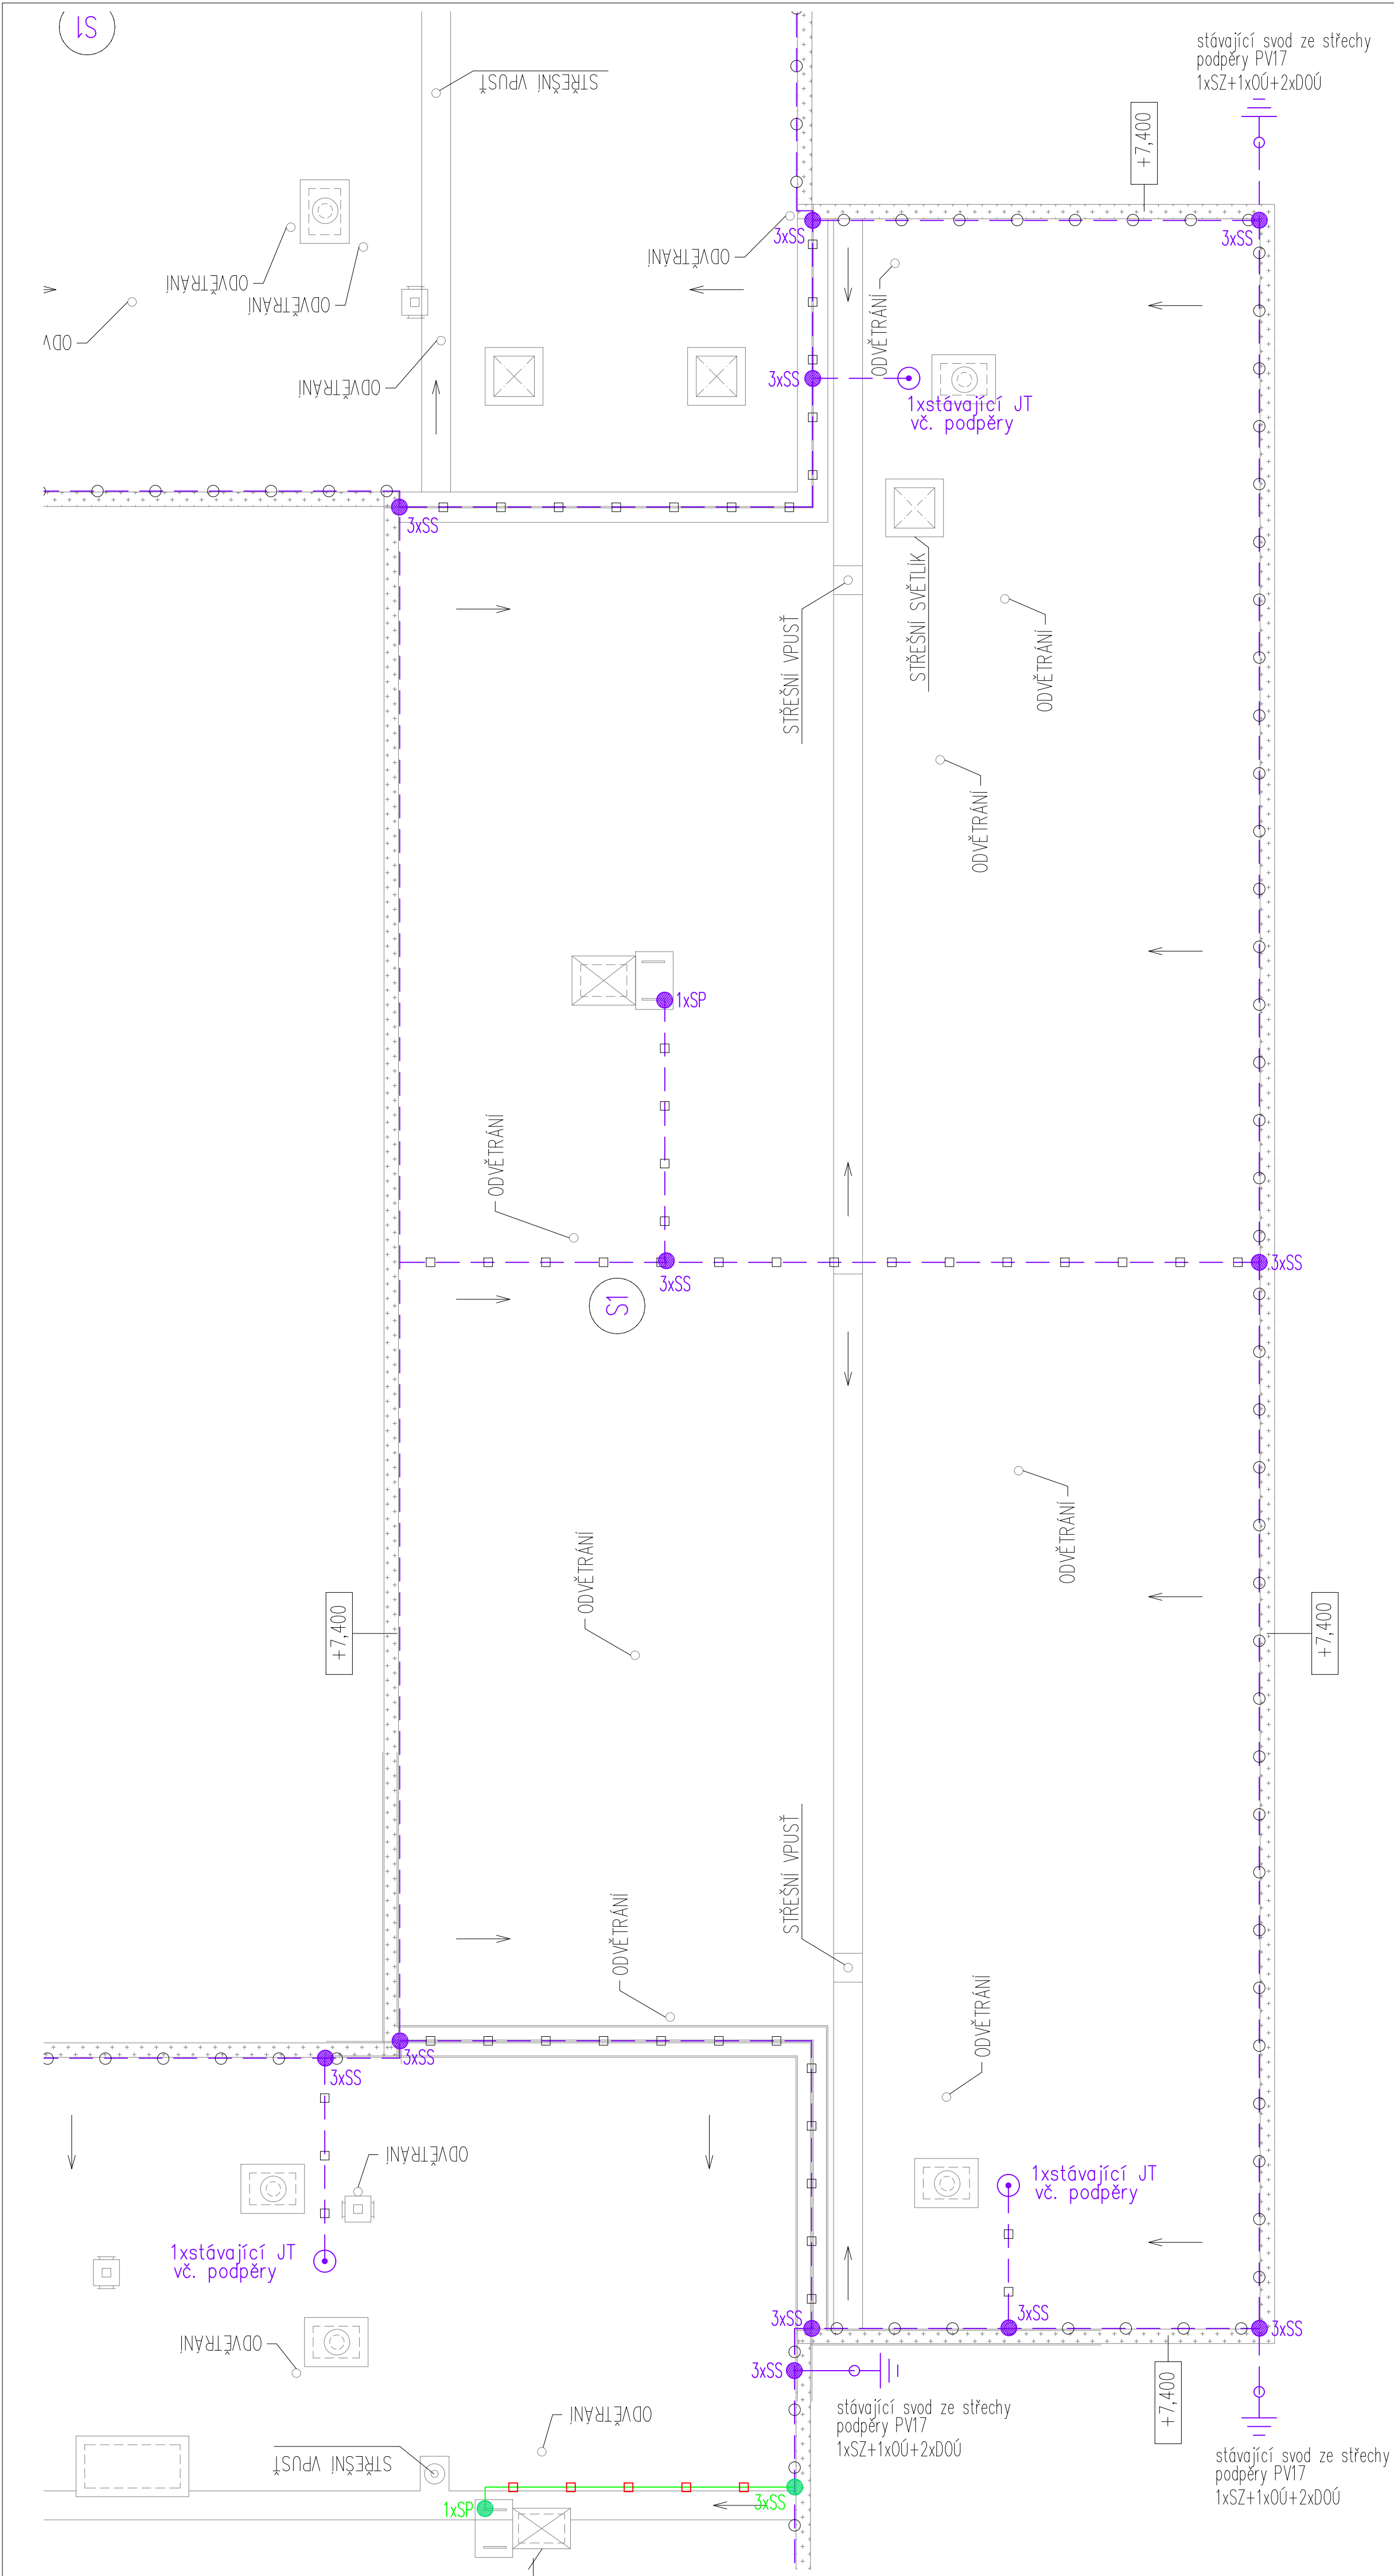 S1
STŘEŠNÍ VPUSŤ
stávající svod ze střechy
podpěry PV17
1xSZ+1xOÚ+2xDOÚ
+7,400
ODVĚTRÁNÍ
ODVĚTRÁNÍ
ODVĚTRÁNÍ
3xSS
3xSS
ODV
ODVĚTRÁNÍ
ODVĚTRÁNÍ
3xSS
1xstávající JT
vč. podpěry
3xSS
STŘEŠNÍ SVĚTLÍK
STŘEŠNÍ VPUSŤ
ODVĚTRÁNÍ
ODVĚTRÁNÍ
1xSP
ODVĚTRÁNÍ
3xSS
3xSS
S1
ODVĚTRÁNÍ
ODVĚTRÁNÍ
+7,400
+7,400
STŘEŠNÍ VPUSŤ
ODVĚTRÁNÍ
ODVĚTRÁNÍ
3xSS
3xSS
ODVĚTRÁNÍ
1xstávající JT
vč. podpěry
1xstávající JT
vč. podpěry
3xSS
3xSS
3xSS
ODVĚTRÁNÍ
3xSS
+7,400
stávající svod ze střechy
podpěry PV17
1xSZ+1xOÚ+2xDOÚ
ODVĚTRÁNÍ
STŘEŠNÍ VPUSŤ
stávající svod ze střechy
podpěry PV17
1xSZ+1xOÚ+2xDOÚ
1xSP
3xSS